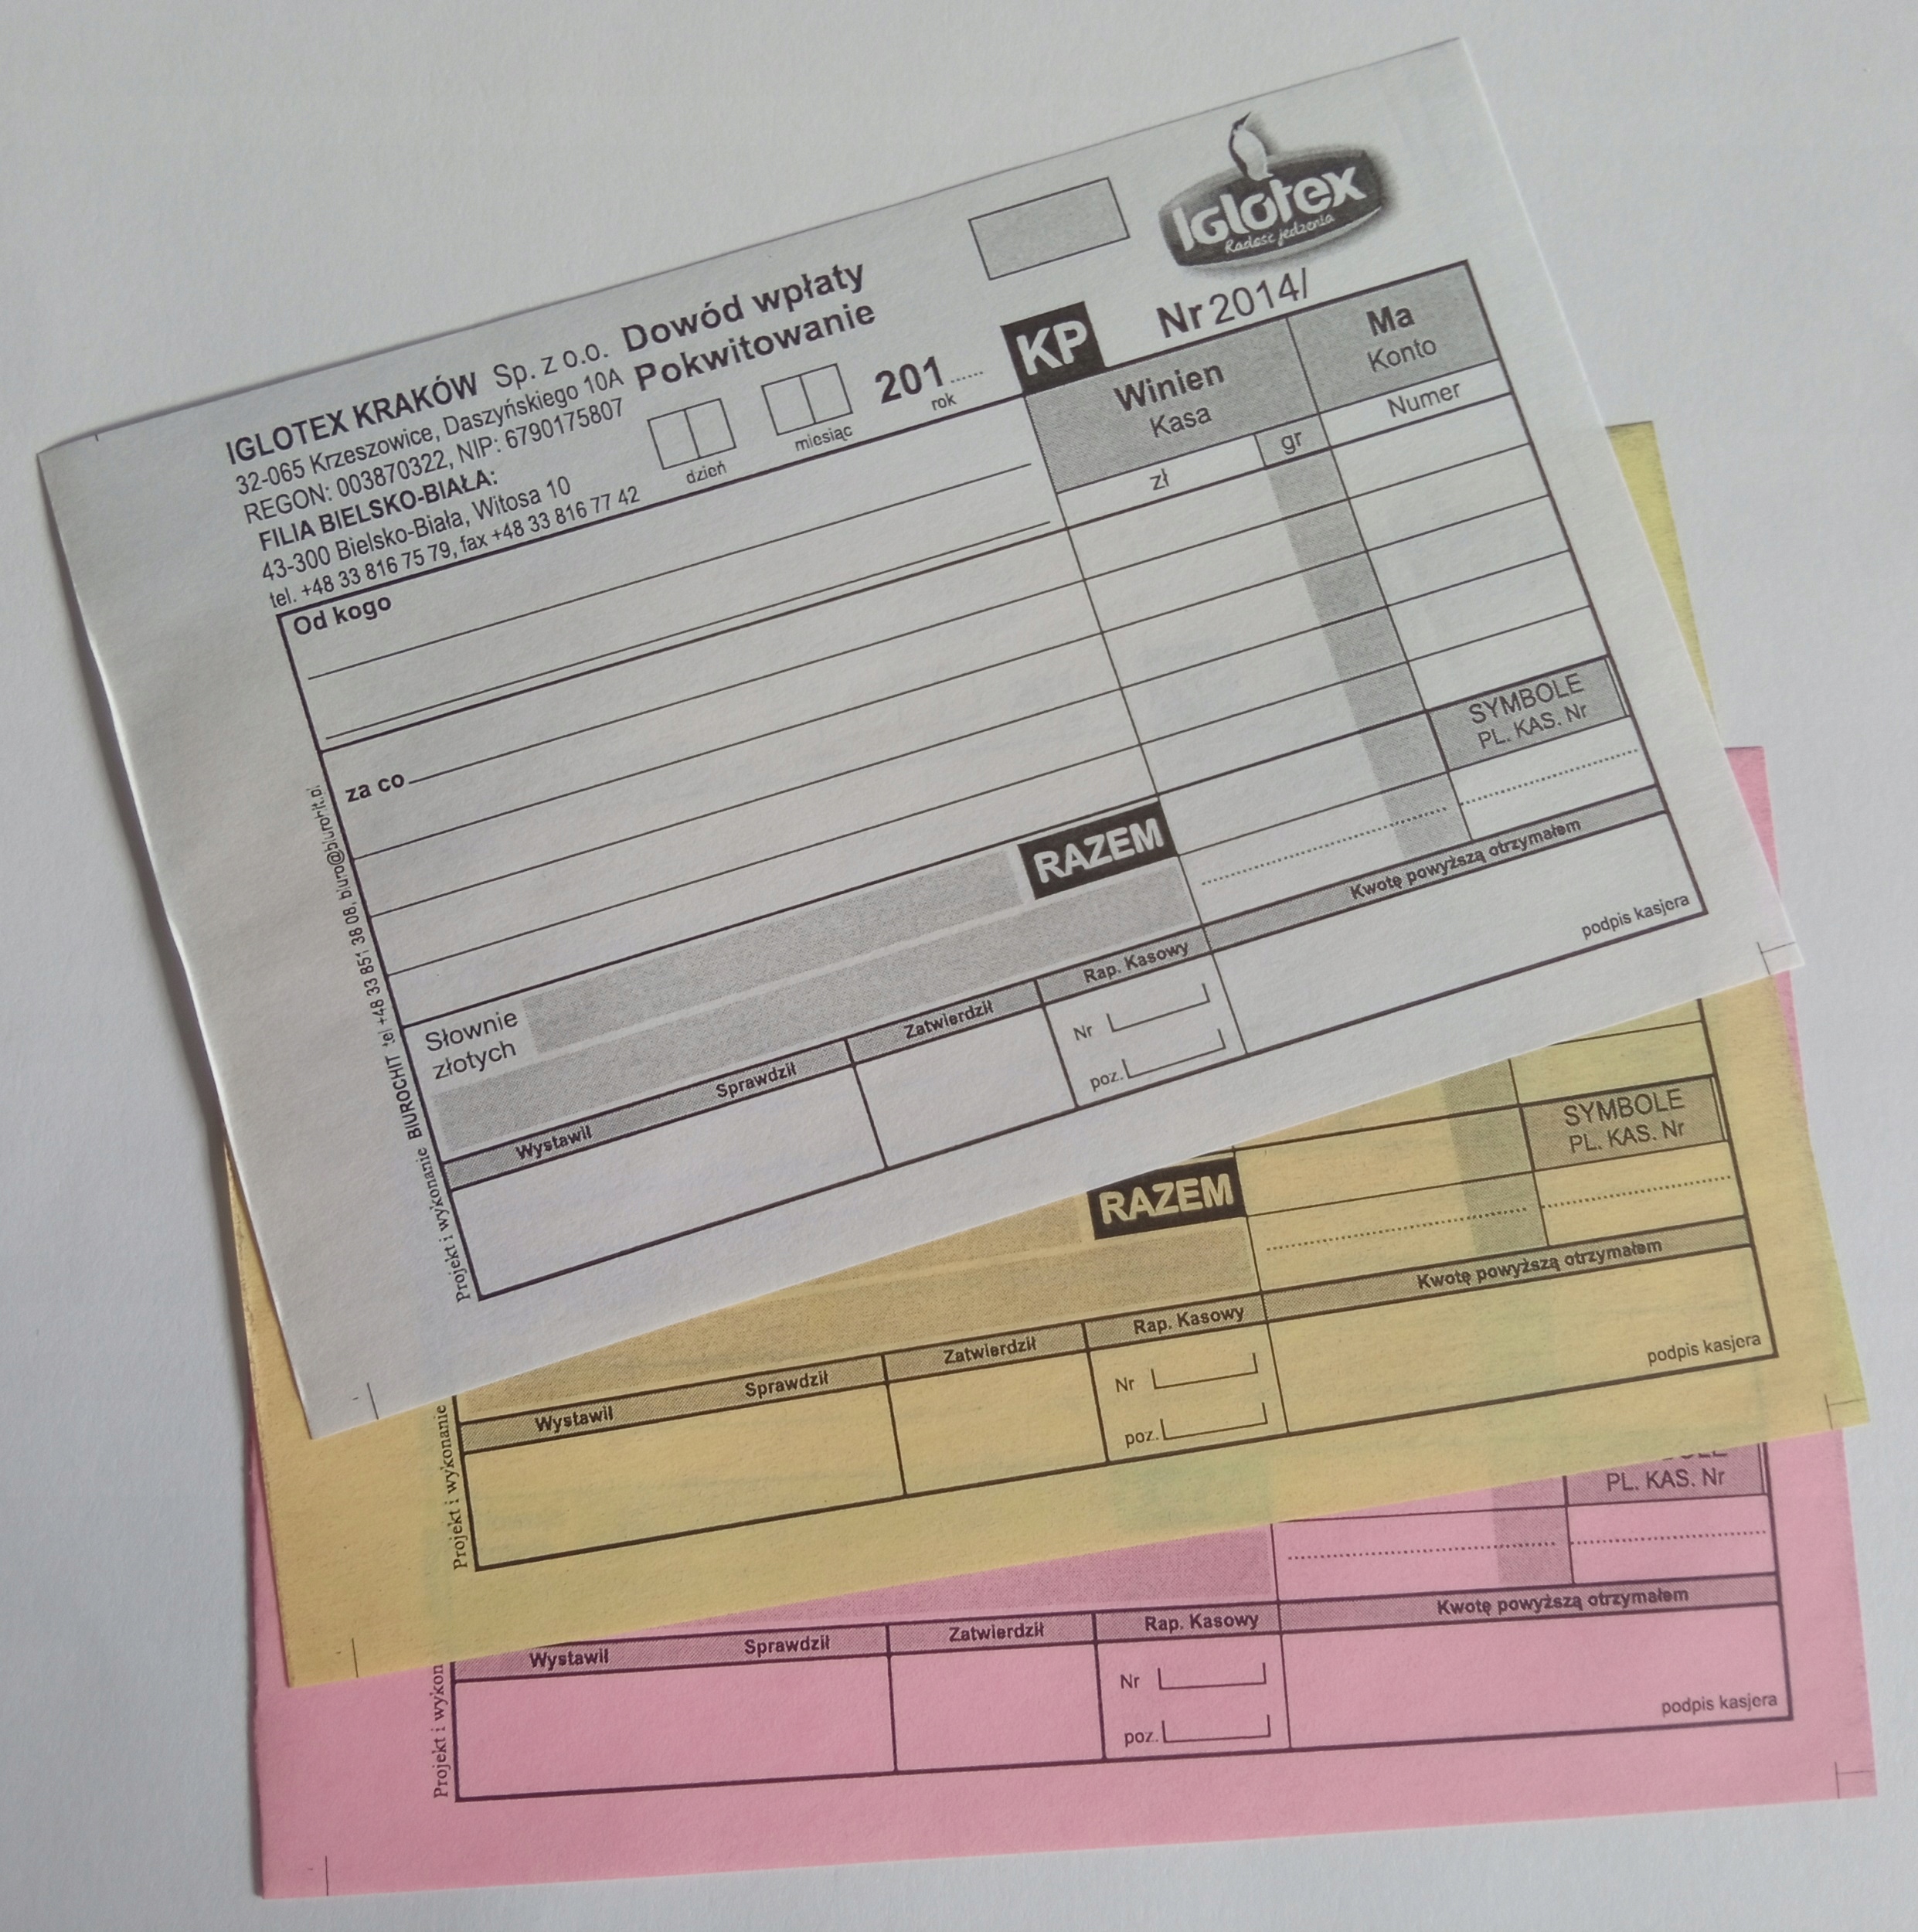 IGLOTEX KRAKÓW Sp. z o.o.
32-065 Krzeszowice, Daszyńskiego 10A
REGON: 003870322, NIP: 6790175807
FILIA BIELSKO-BIAŁA:
43-300 Bielsko-Biała, Witosa 10
tel. +48 33 816 75 79, fax +48 33 816 77 42
Dowód wpłaty
Pokwitowanie
dzień
miesiąc
201......
rok
KP
Iglotex
Radość jedzenia
Nr 2014/
Winien
Kasa
Ma
Konto
zł
gr
Numer
Od kogo
za co
SYMBOLE
PL. KAS. Nr
RAZEM
Słownie
złotych
Kwotę powyższą otrzymałem
Wystawił
Sprawdził
Zatwierdził
Rap. Kasowy
Nr
poz.
podpis kasjera
Projekt i wykonanie BIUROCHIT tel +48 33 851 38 08, biuro@biurohit.pl
SYMBOLE
PL. KAS. Nr
RAZEM
Kwotę powyższą otrzymałem
Wystawił
Sprawdził
Zatwierdził
Rap. Kasowy
Nr
poz.
podpis kasjera
Projekt i wykonanie
PL. KAS. Nr
Kwotę powyższą otrzymałem
Wystawił
Sprawdził
Zatwierdził
Rap. Kasowy
Nr
poz.
podpis kasjera
Projekt i wykon